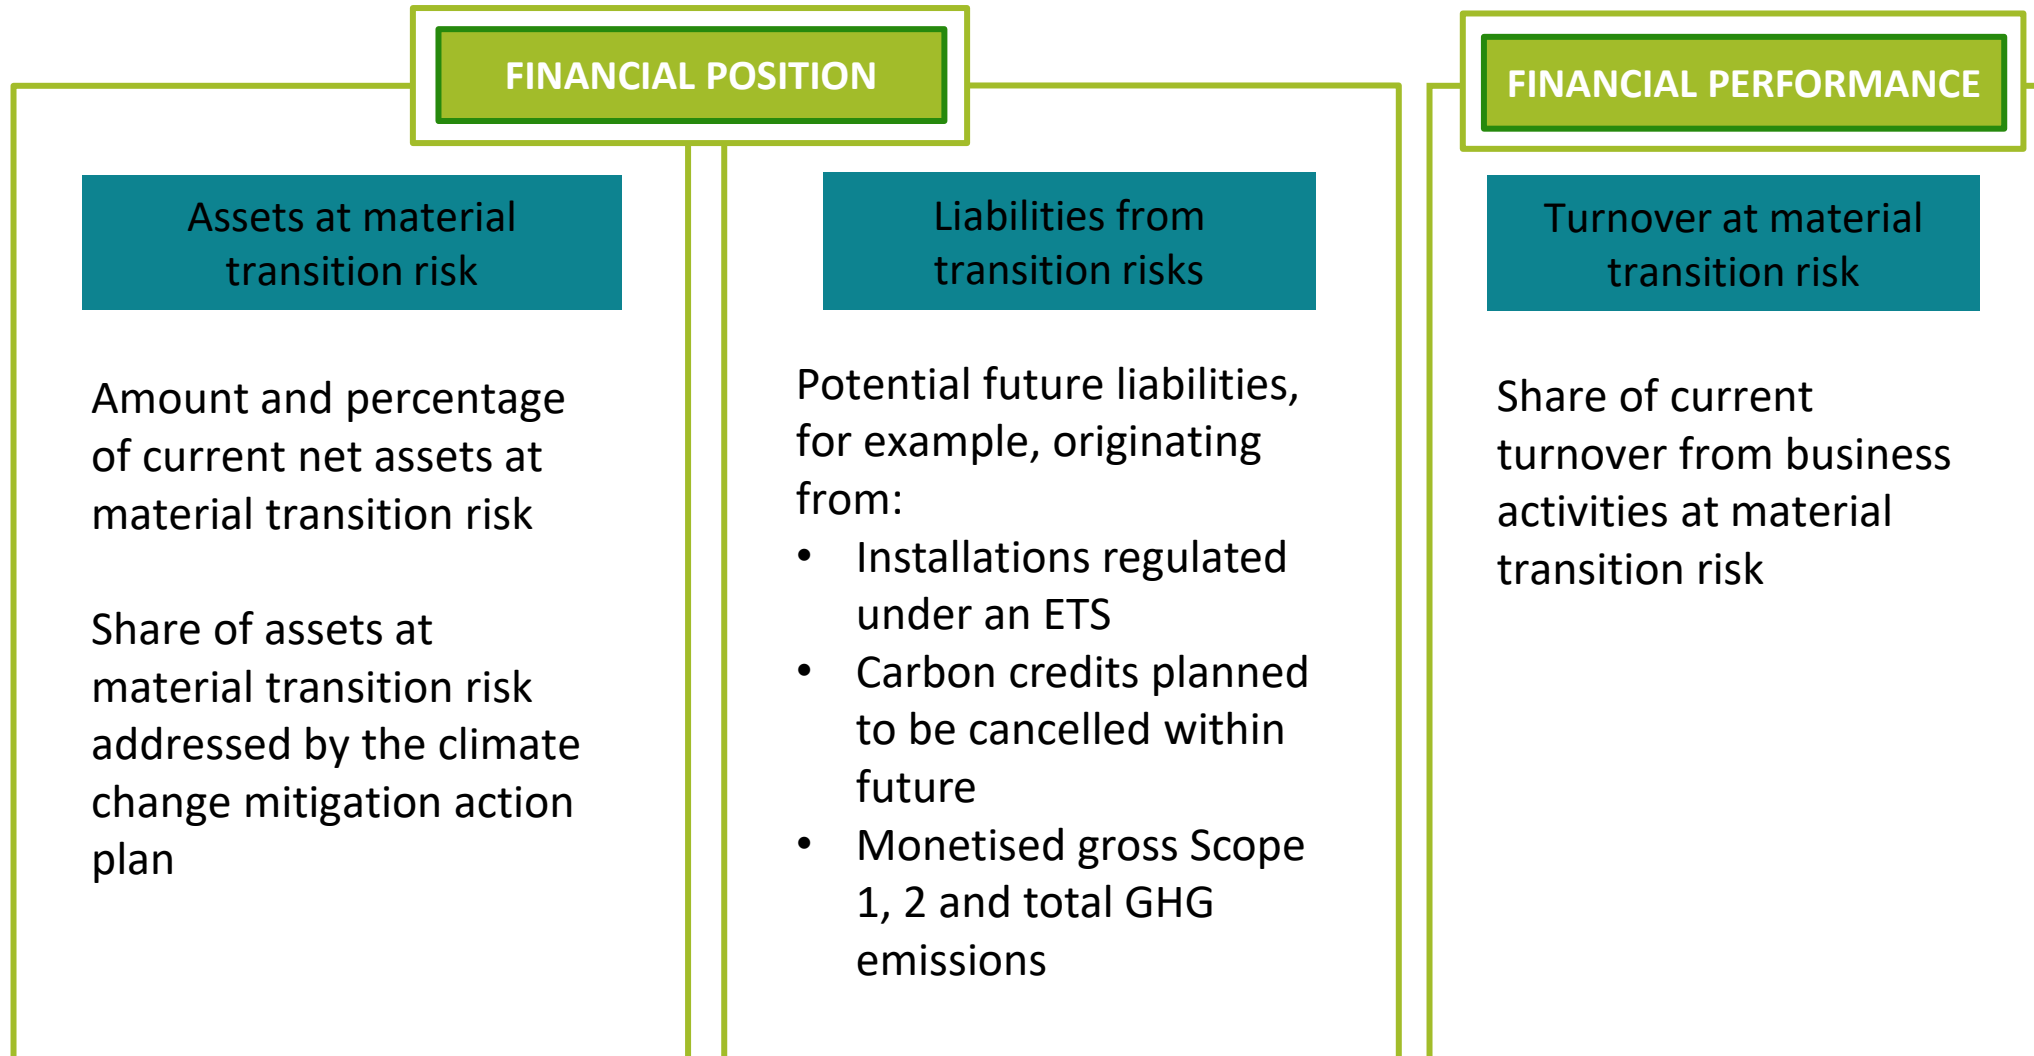 FINANCIAL POSITION
Assets at material
transition risk
Amount and percentage
of current net assets at
material transition risk
Share of assets at
material transition risk
addressed by the climate
change mitigation action
plan
Liabilities from
transition risks
Potential future liabilities,
for example, originating
from:
• Installations regulated
under an ETS
• Carbon credits planned
to be cancelled within
future
• Monetised gross Scope
1, 2 and total GHG
emissions
FINANCIAL PERFORMANCE
Turnover at material
transition risk
Share of current
turnover from business
activities at material
transition risk